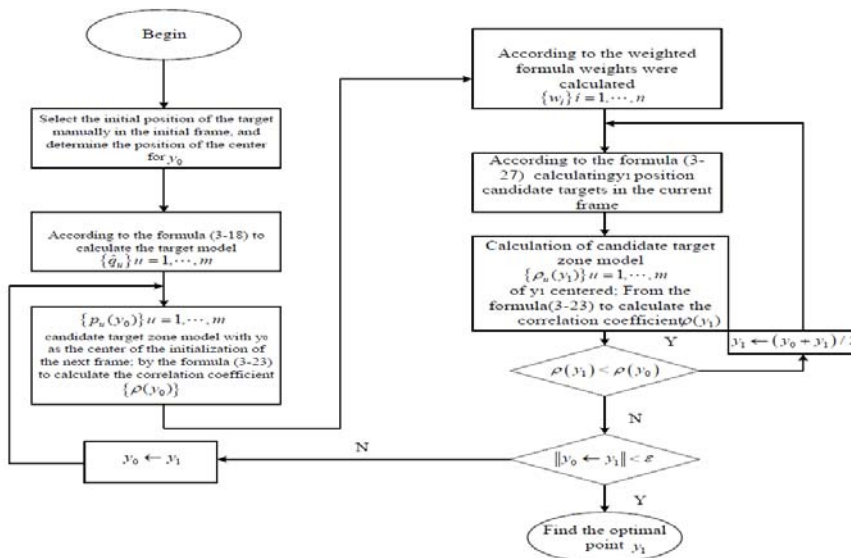 Begin
Select the initial position of the target
manually in the initial frame, and
determine the position of the center
for y₀
According to the formula (3-18) to
calculate the target model
{q̂ᵤ} u = 1, ⋯, m
{pᵤ(y₀)} u = 1, ⋯, m
candidate target zone model with y₀
as the center of the initialization of
the next frame; by the formula (3-23)
to calculate the correlation coefficient
{ρ(y₀)}
y₀ ← y₁
According to the weighted
formula weights were
calculated
{wᵢ} i = 1, ⋯, n
According to the formula (3-
27) calculatingy₁ position
candidate targets in the current
frame
Calculation of candidate target
zone model
{ρᵤ(y₁)} u = 1, ⋯, m
of y₁ centered; From the
formula(3-23) to calculate the
correlation coefficientρ(y₁)
Y
y₁ ← (y₀ + y₁) / 2
ρ(y₁) < ρ(y₀)
N
N
‖y₀ ← y₁‖ < ε
Y
Find the optimal
point y₁